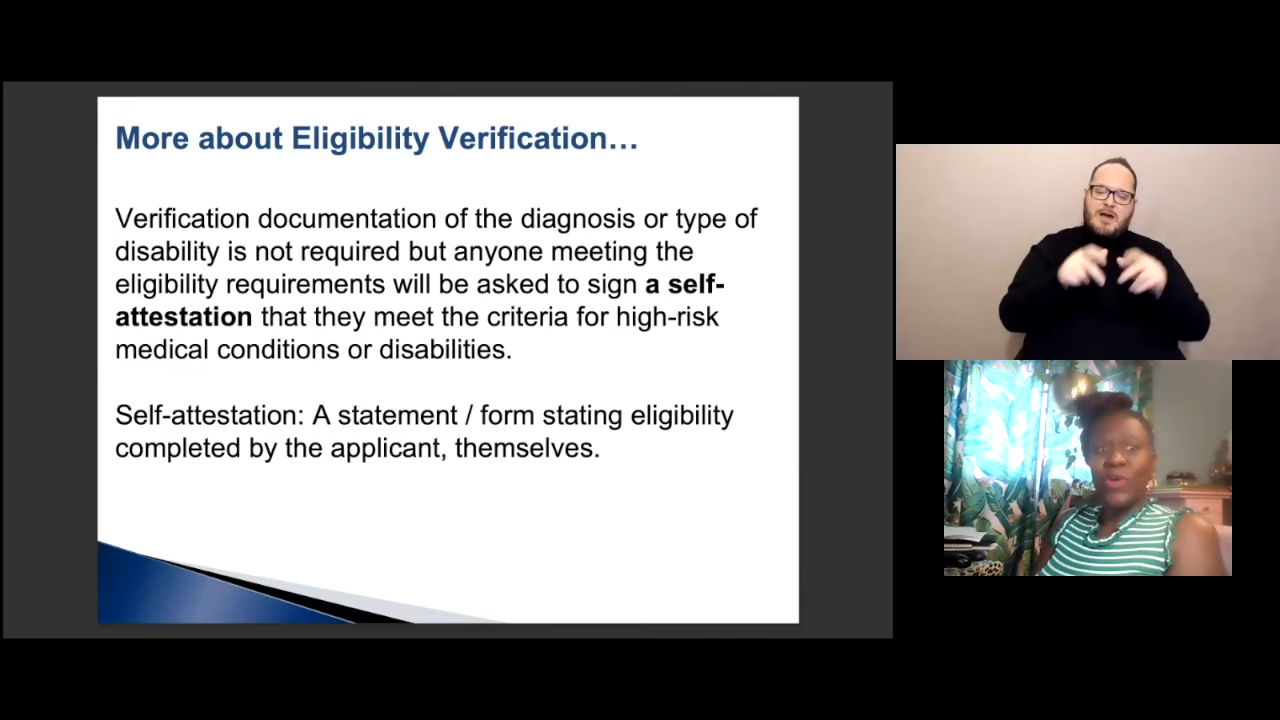 More about Eligibility Verification…
Verification documentation of the diagnosis or type of
disability is not required but anyone meeting the
eligibility requirements will be asked to sign a self-
attestation that they meet the criteria for high-risk
medical conditions or disabilities.
Self-attestation: A statement / form stating eligibility
completed by the applicant, themselves.